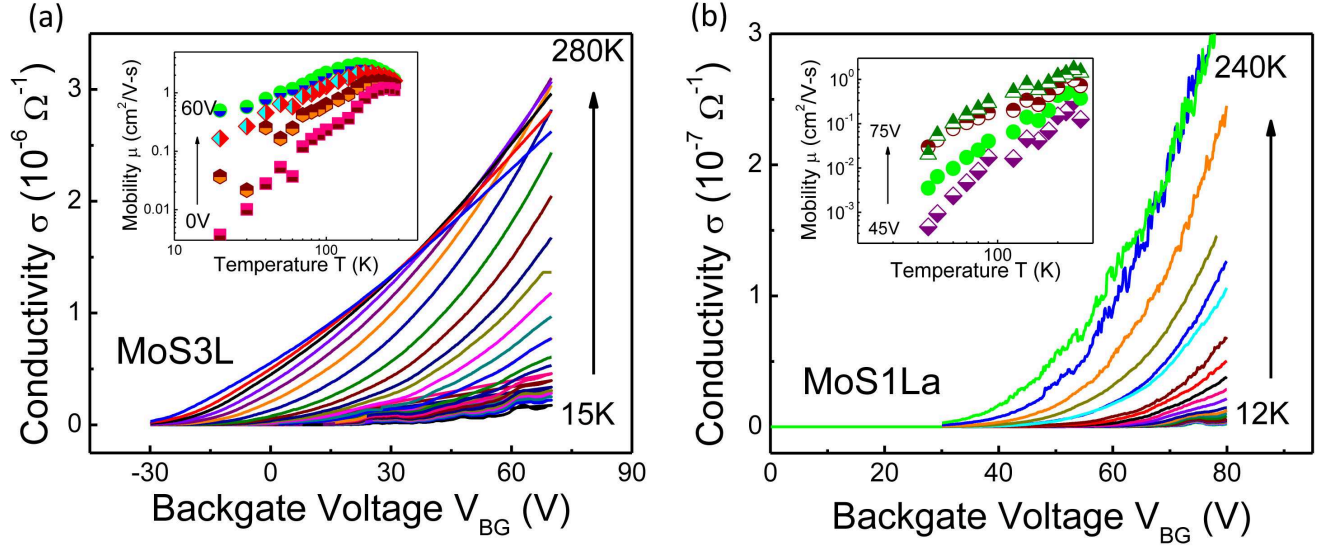 (a)
Conductivity σ (10⁻⁶ Ω⁻¹)
3
2
1
0
-30
0
30
60
90
Backgate Voltage V_BG (V)
280K
15K
MoS3L
Mobility μ (cm²/V-s)
1
0.1
0.01
60V
0V
10
100
Temperature T (K)
(b)
Conductivity σ (10⁻⁷ Ω⁻¹)
3
2
1
0
0
20
40
60
80
Backgate Voltage V_BG (V)
240K
12K
MoS1La
Mobility μ (cm²/V-s)
10⁰
10⁻¹
10⁻²
10⁻³
75V
45V
100
Temperature T (K)